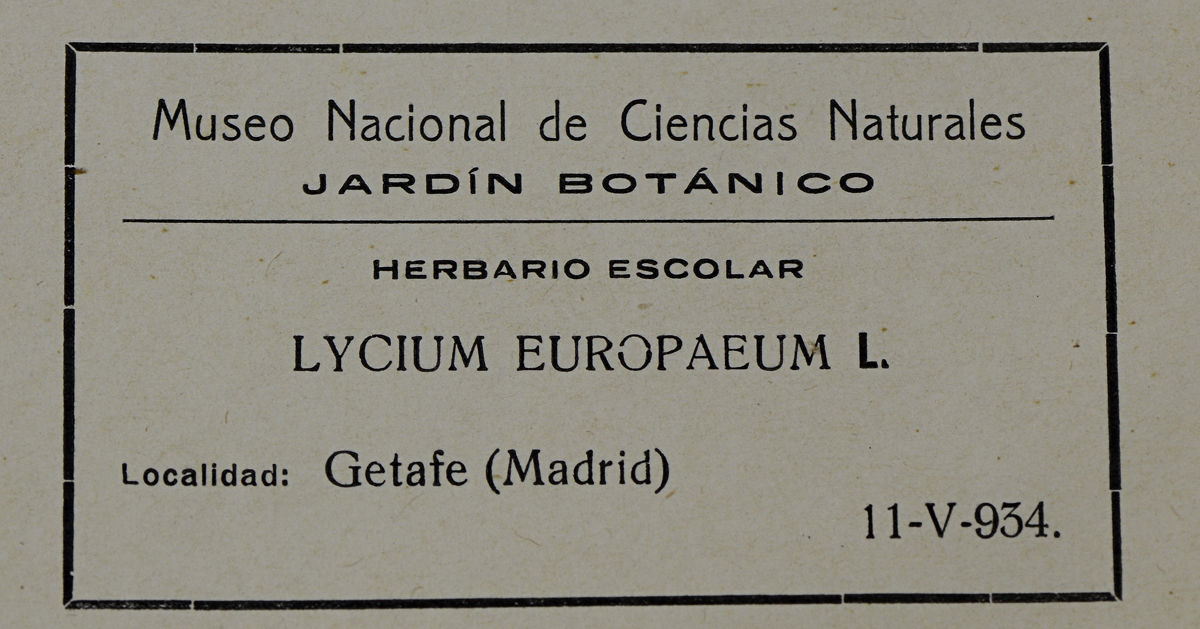 Museo Nacional de Ciencias Naturales
JARDÍN BOTÁNICO
HERBARIO ESCOLAR
LYCIUM EUROPAEUM L.
Localidad: Getafe (Madrid)
11-V-934.